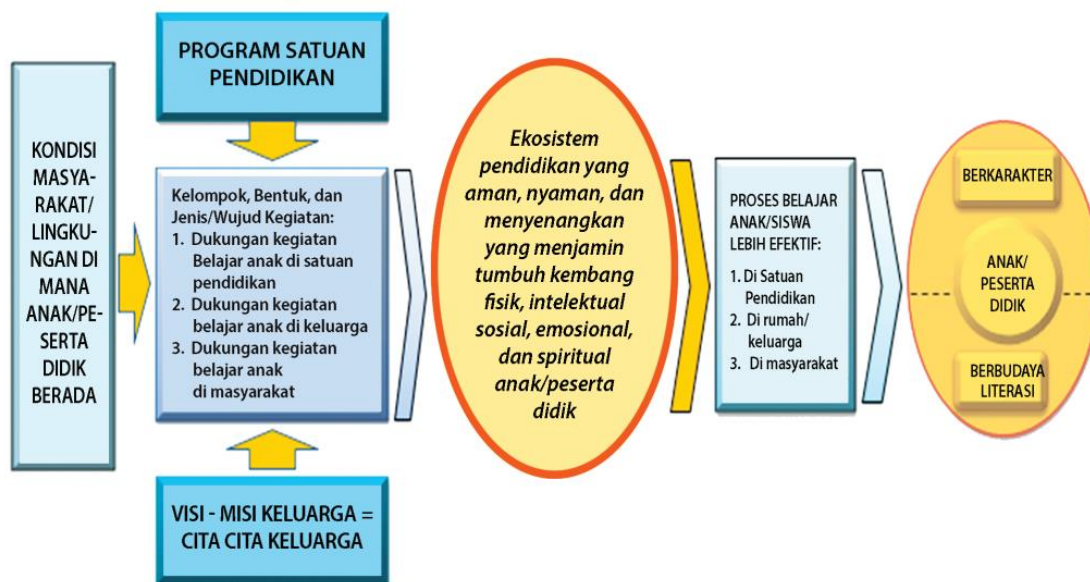 KONDISI
MASYA-
RAKAT/
LINGKU-
NGAN DI
MANA
ANAK/PE-
SERTA
DIDIK
BERADA
PROGRAM SATUAN
PENDIDIKAN
Kelompok, Bentuk, dan
Jenis/Wujud Kegiatan:
1. Dukungan kegiatan
Belajar anak di satuan
pendidikan
2. Dukungan kegiatan
belajar anak di keluarga
3. Dukungan kegiatan
belajar anak
di masyarakat
VISI - MISI KELUARGA =
CITA CITA KELUARGA
Ekosistem
pendidikan yang
aman, nyaman, dan
menyenangkan
yang menjamin
tumbuh kembang
fisik, intelektual
sosial, emosional,
dan spiritual
anak/peserta
didik
PROSES BELAJAR
ANAK/SISWA
LEBIH EFEKTIF:
1. Di Satuan
Pendidikan
2. Di rumah/
keluarga
3. Di masyarakat
BERKARAKTER
ANAK/
PESERTA
DIDIK
BERBUDAYA
LITERASI